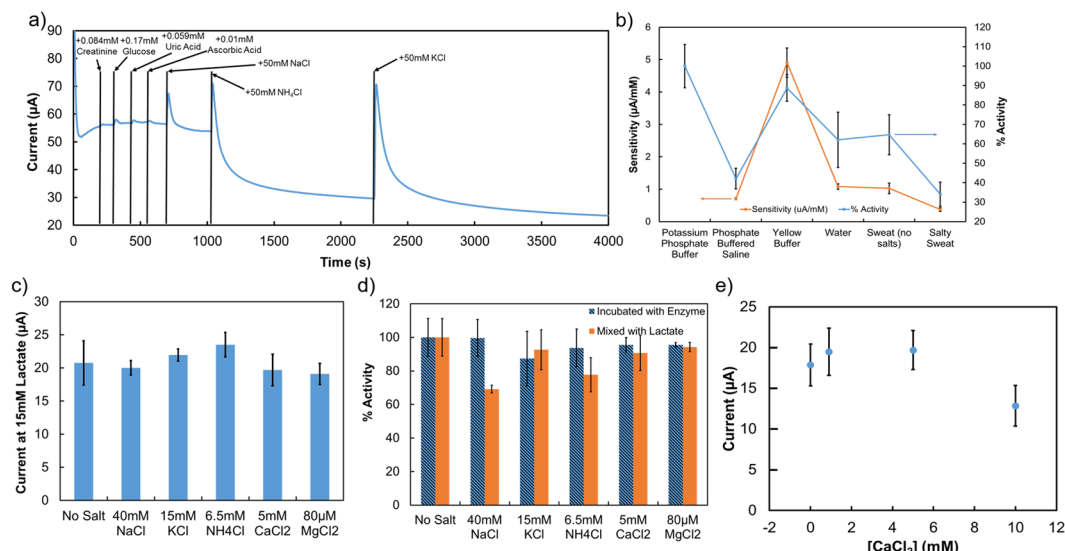 a)
90
80
70
60
50
40
30
20
Current (µA)
+0.084mM
Creatinine
+0.17mM
Glucose
+0.059mM
Uric Acid
+0.01mM
Ascorbic Acid
+50mM NaCl
+50mM NH4Cl
+50mM KCl
0
500
1000
1500
2000
2500
3000
3500
4000
Time (s)
b)
6
5
4
3
2
1
0
Sensitivity (µA/mM)
120
110
100
90
80
70
60
50
40
30
20
% Activity
Sensitivity (uA/mM)
% Activity
Potassium
Phosphate
Buffer
Phosphate
Buffered
Saline
Yellow
Buffer
Water
Sweat (no
salts)
Salty
Sweat
c)
30
25
20
15
10
5
0
Current at 15mM Lactate (µA)
No Salt
40mM
NaCl
15mM
KCl
6.5mM
NH4Cl
5mM
CaCl2
80µM
MgCl2
d)
120
100
80
60
40
20
0
% Activity
Incubated with Enzyme
Mixed with Lactate
No Salt
40mM
NaCl
15mM
KCl
6.5mM
NH4Cl
5mM
CaCl2
80µM
MgCl2
e)
25
20
15
10
5
0
Current (µA)
-2
0
2
4
6
8
10
12
[CaCl2] (mM)